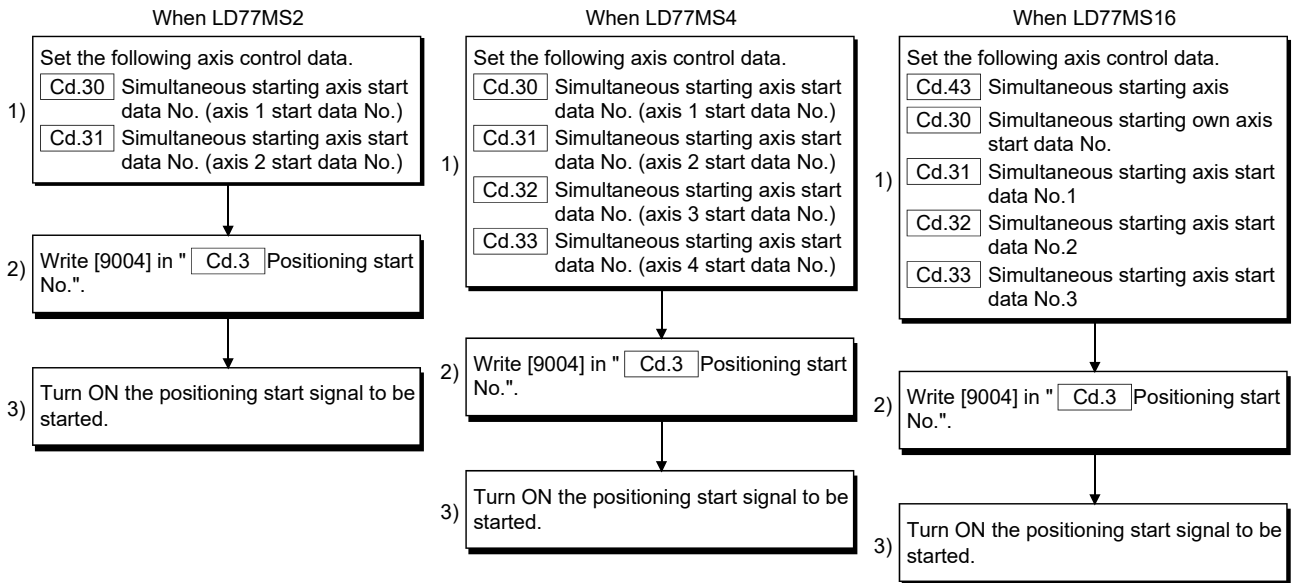 When LD77MS2
Set the following axis control data.
1)
Cd.30 Simultaneous starting axis start
data No. (axis 1 start data No.)
Cd.31 Simultaneous starting axis start
data No. (axis 2 start data No.)
2)
Write [9004] in " Cd.3 Positioning start
No.".
3)
Turn ON the positioning start signal to be
started.
When LD77MS4
Set the following axis control data.
1)
Cd.30 Simultaneous starting axis start
data No. (axis 1 start data No.)
Cd.31 Simultaneous starting axis start
data No. (axis 2 start data No.)
Cd.32 Simultaneous starting axis start
data No. (axis 3 start data No.)
Cd.33 Simultaneous starting axis start
data No. (axis 4 start data No.)
2)
Write [9004] in " Cd.3 Positioning start
No.".
3)
Turn ON the positioning start signal to be
started.
When LD77MS16
Set the following axis control data.
1)
Cd.43 Simultaneous starting axis
Cd.30 Simultaneous starting own axis
start data No.
Cd.31 Simultaneous starting axis start
data No.1
Cd.32 Simultaneous starting axis start
data No.2
Cd.33 Simultaneous starting axis start
data No.3
2)
Write [9004] in " Cd.3 Positioning start
No.".
3)
Turn ON the positioning start signal to be
started.